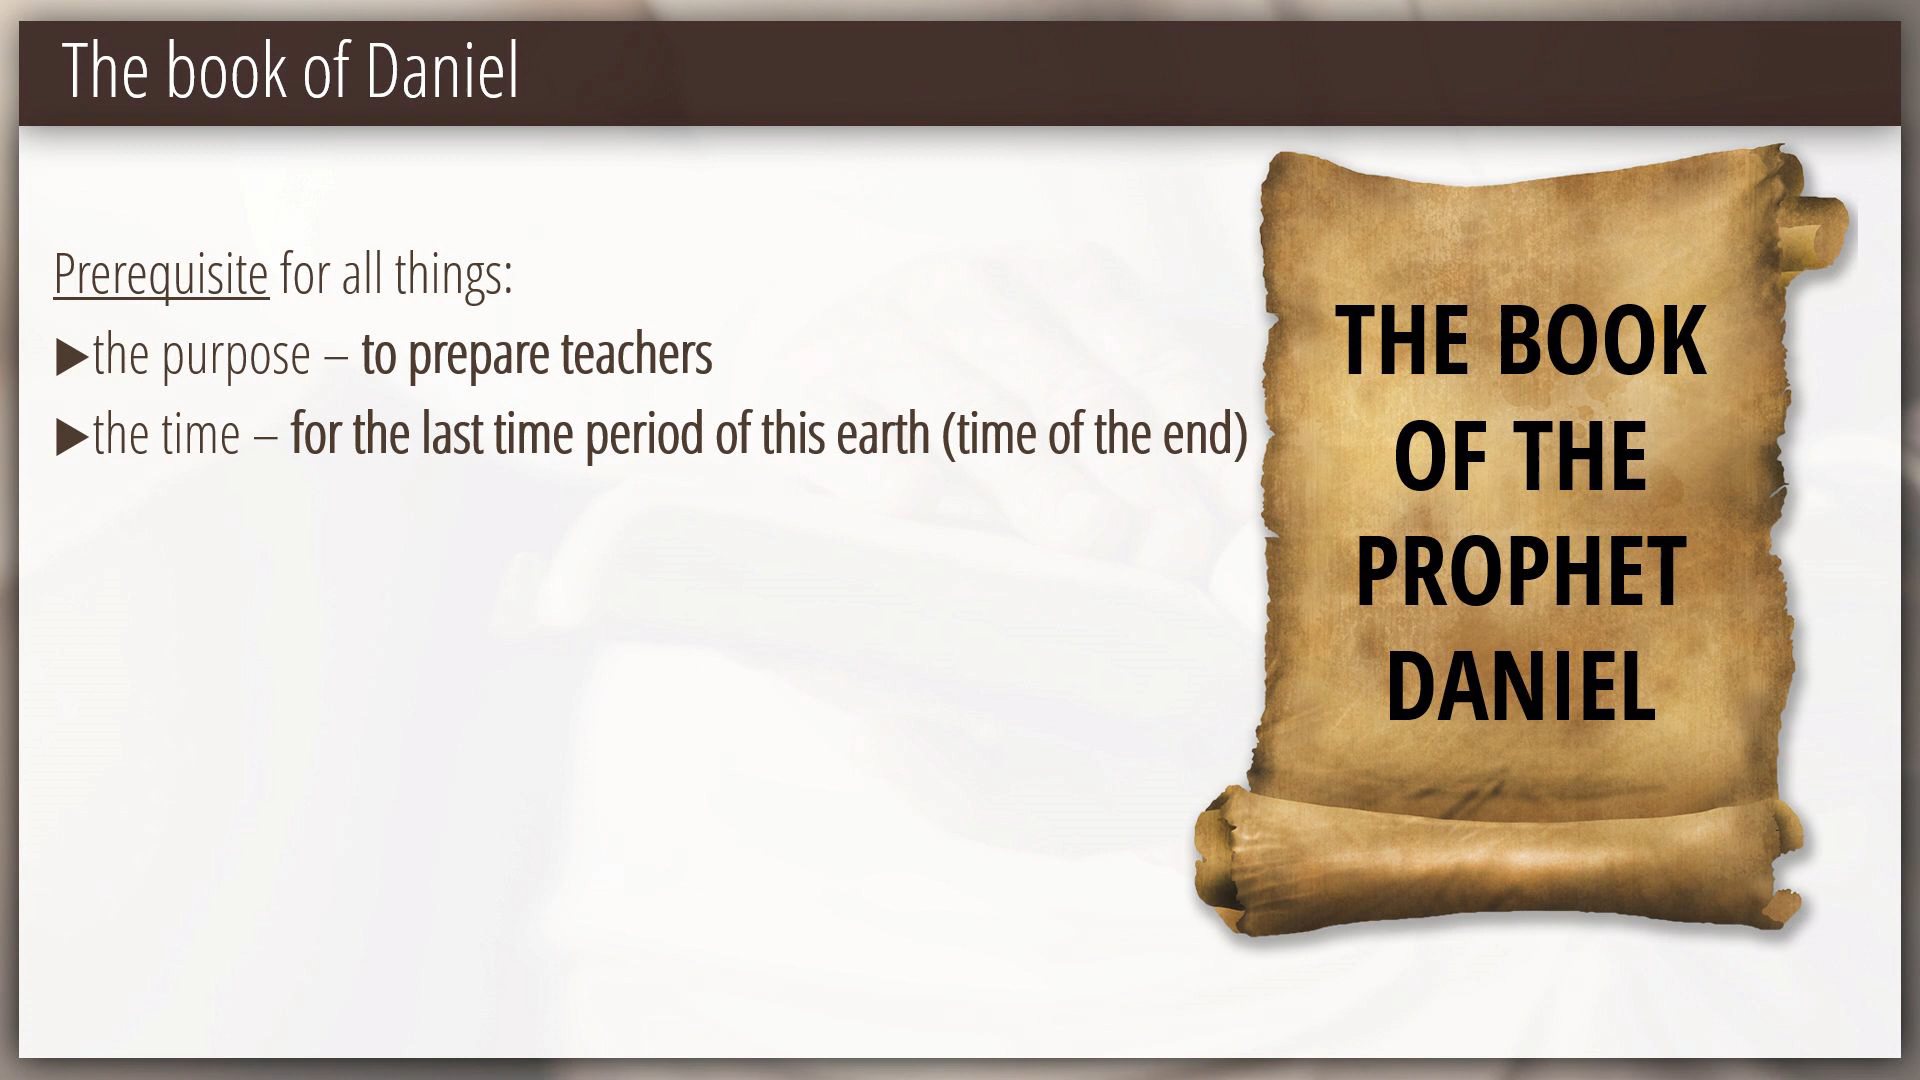 The book of Daniel
Prerequisite for all things:
▶the purpose – to prepare teachers
▶the time – for the last time period of this earth (time of the end)
THE BOOK
OF THE
PROPHET
DANIEL